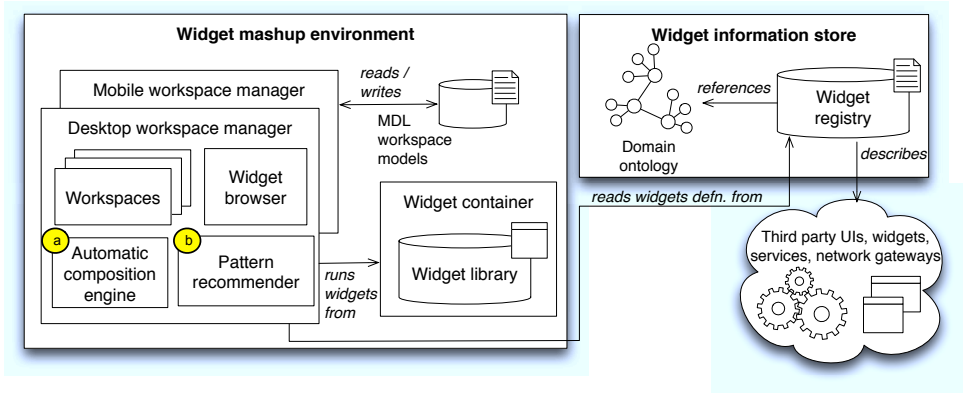 Widget mashup environment
Mobile workspace manager
Desktop workspace manager
Workspaces
Widget
browser
a
Automatic
composition
engine
b
Pattern
recommender
reads /
writes
MDL
workspace
models
Widget container
Widget library
runs
widgets
from
Widget information store
references
Domain
ontology
Widget
registry
describes
reads widgets defn. from
Third party UIs, widgets,
services, network gateways